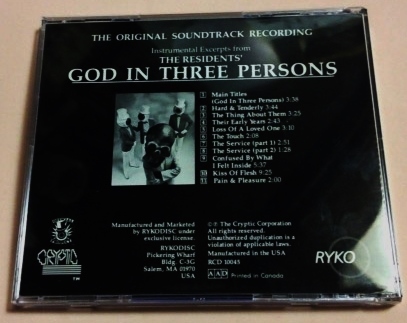 THE ORIGINAL SOUNDTRACK RECORDING
Instrumental Excerpts from
THE RESIDENTS'
GOD IN THREE PERSONS
1 Main Titles
(God In Three Persons) 3:38
2 Hard & Tenderly 5:44
3 The Thing About Them 3:25
4 Their Early Years 2:43
5 Loss Of A Loved One 3:10
6 The Touch 2:08
7 The Service (part 1) 2:51
8 The Service (part 2) 1:28
9 Confused By What
I Felt Inside 5:37
10 Kiss Of Flesh 9:25
11 Pain & Pleasure 2:00
Manufactured and Marketed
by RYKODISC under
exclusive license.
RYKODISC
Pickering Wharf
Bldg. C-3G
Salem, MA 01970
USA
The Cryptic Corporation
All rights reserved.
Unauthorized duplication is a
violation of applicable laws.
Manufactured in the USA
RCD 10045
AAD Printed in Canada
CRYPTIC
RYKO